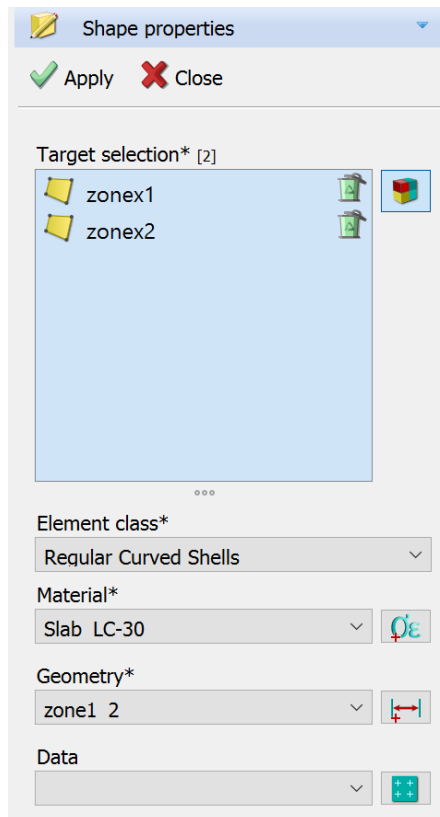 Shape properties
Apply Close
Target selection* [2]
zonex1
zonex2
Element class*
Regular Curved Shells
Material*
Slab LC-30
Geometry*
zone1 2
Data